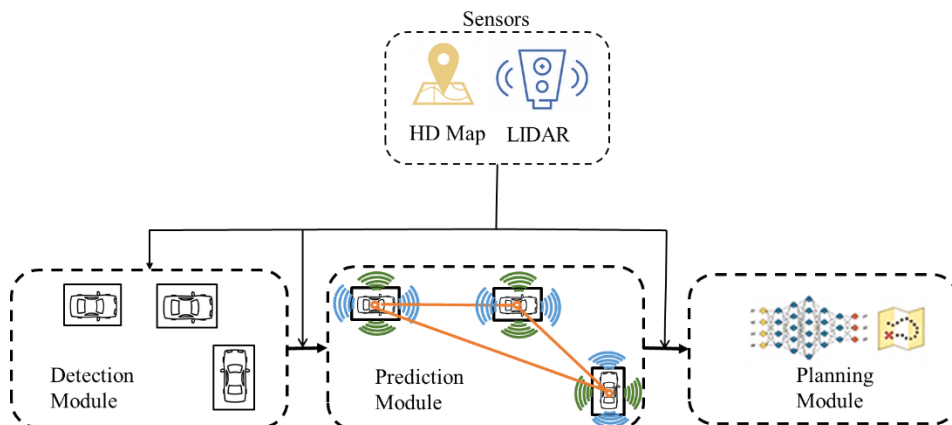 Sensors
HD Map
LIDAR
Detection
Module
Prediction
Module
Planning
Module